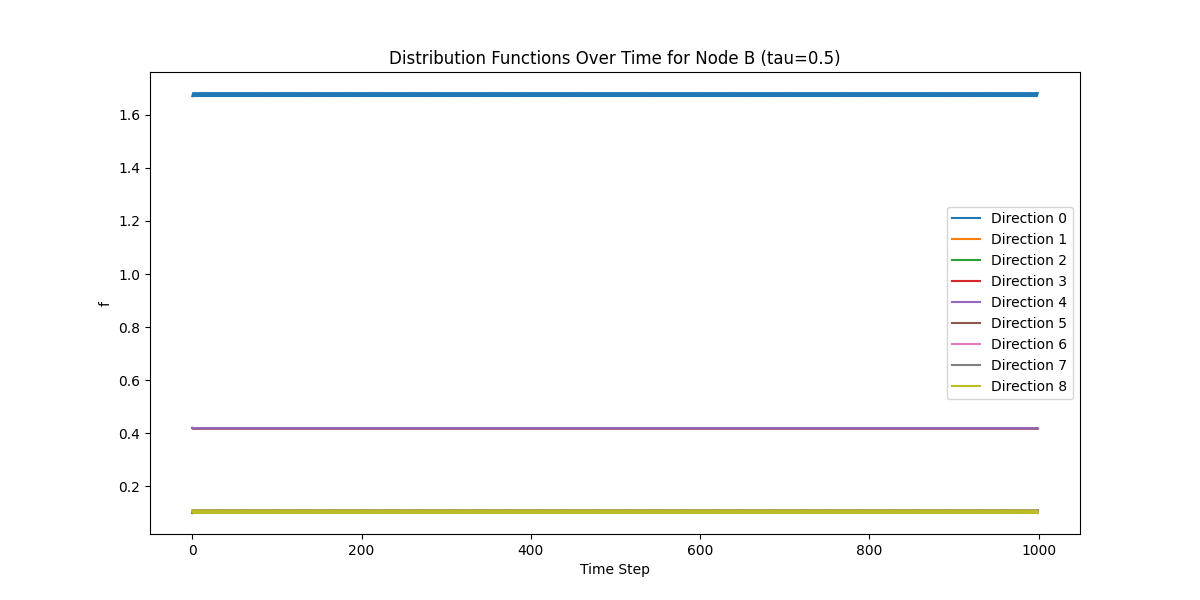 Distribution Functions Over Time for Node B (tau=0.5)
1.6
1.4
1.2
1.0
0.8
0.6
0.4
0.2
f
Direction 0
Direction 1
Direction 2
Direction 3
Direction 4
Direction 5
Direction 6
Direction 7
Direction 8
0 200 400 600 800 1000
Time Step